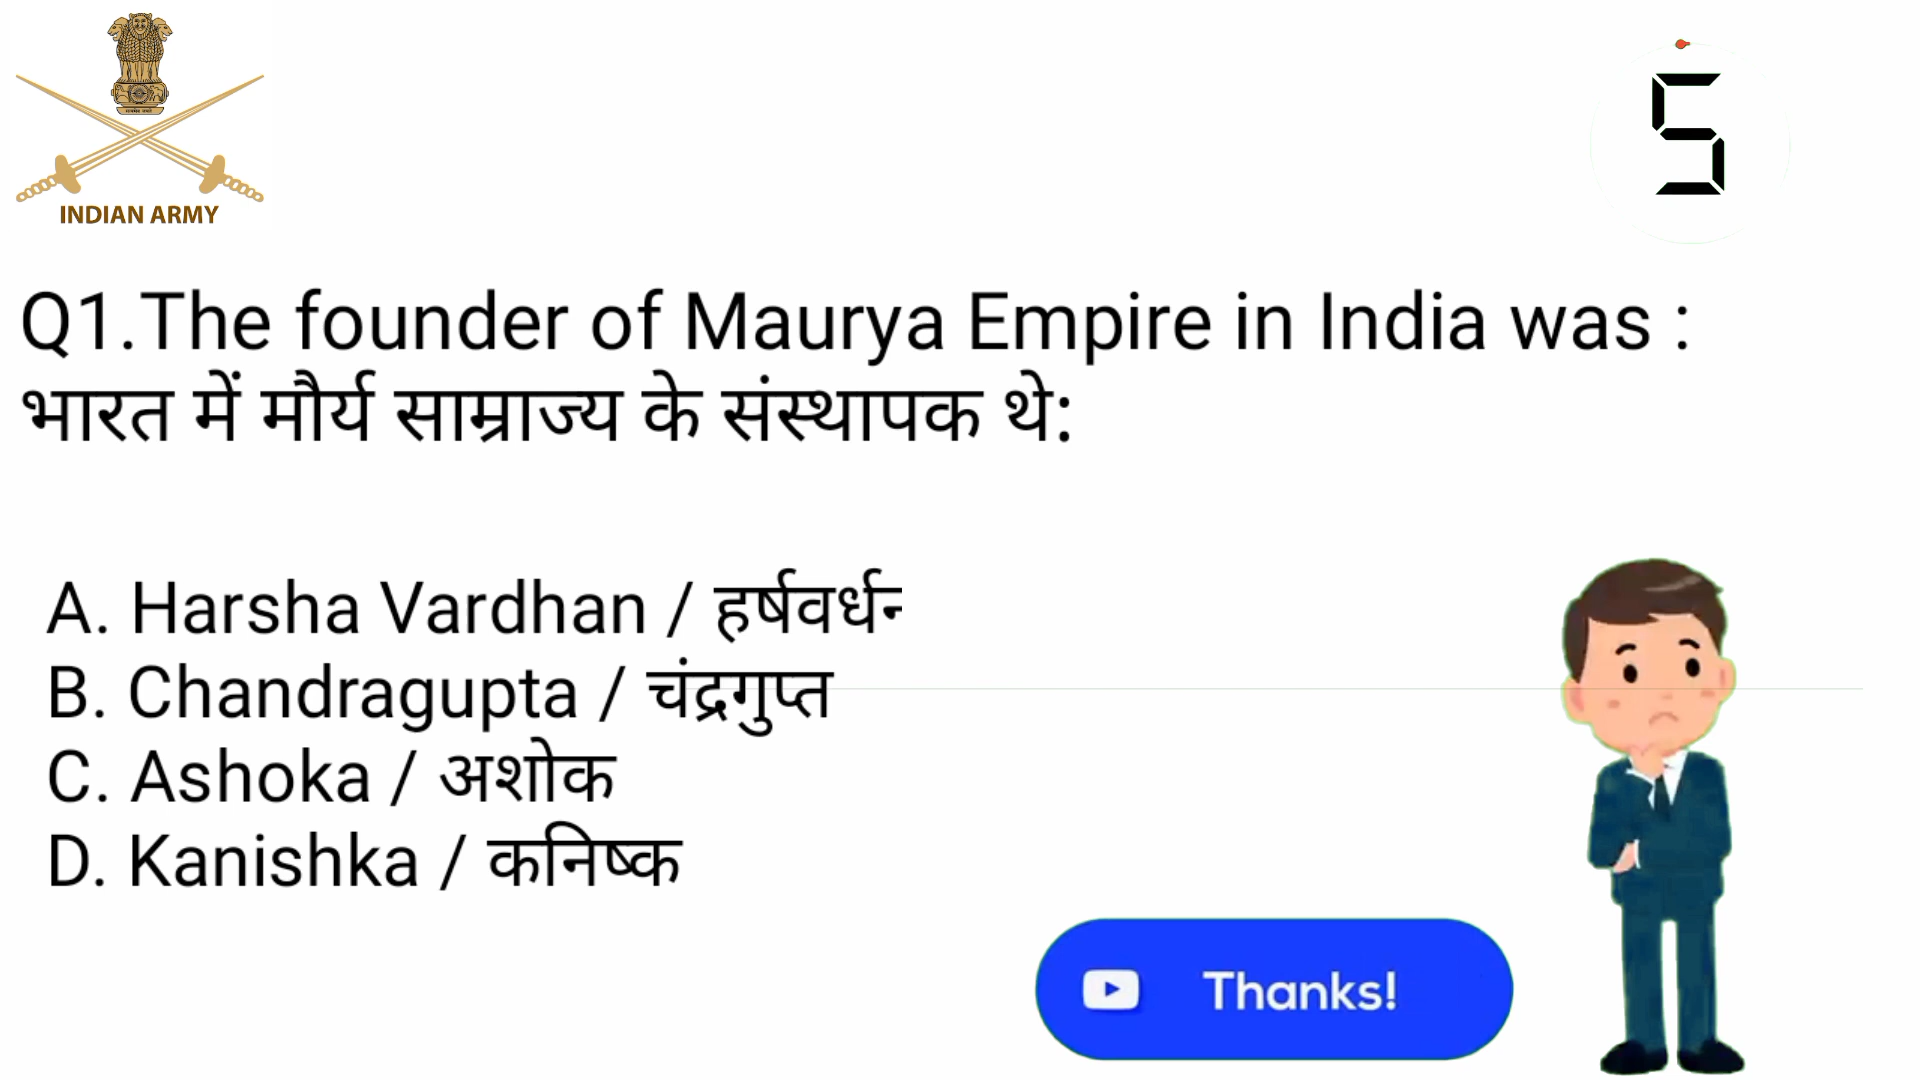 INDIAN ARMY
5
Q1.The founder of Maurya Empire in India was :
भारत में मौर्य साम्राज्य के संस्थापक थे:
A. Harsha Vardhan / हर्षवर्धन
B. Chandragupta / चंद्रगुप्त
C. Ashoka / अशोक
D. Kanishka / कनिष्क
Thanks!